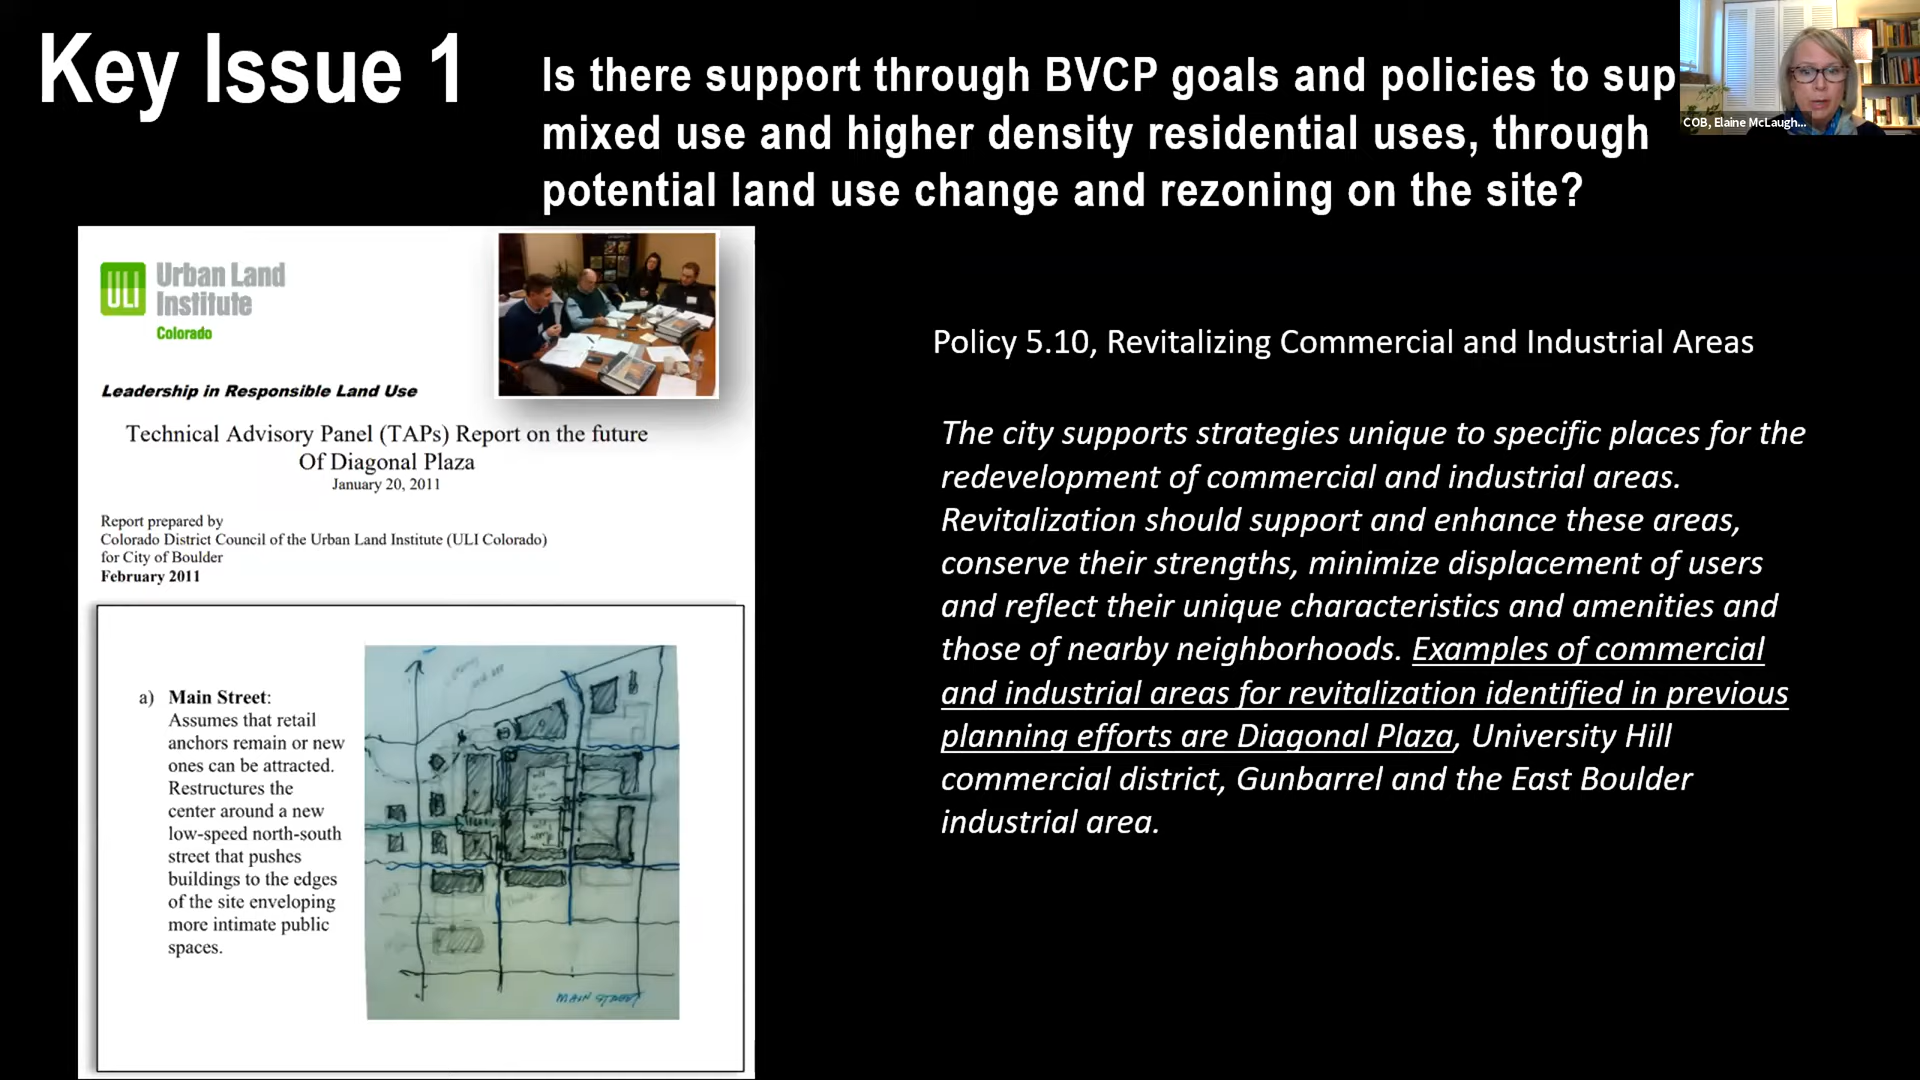 Key Issue 1
Is there support through BVCP goals and policies to sup
mixed use and higher density residential uses, through
potential land use change and rezoning on the site?
COB, Elaine McLaugh...
ULI
Urban Land
Institute
Colorado
Leadership in Responsible Land Use
Technical Advisory Panel (TAPs) Report on the future
Of Diagonal Plaza
January 20, 2011
Report prepared by
Colorado District Council of the Urban Land Institute (ULI Colorado)
for City of Boulder
February 2011
a) Main Street:
Assumes that retail
anchors remain or new
ones can be attracted.
Restructures the
center around a new
low-speed north-south
street that pushes
buildings to the edges
of the site enveloping
more intimate public
spaces.
MAIN STREET
Policy 5.10, Revitalizing Commercial and Industrial Areas
The city supports strategies unique to specific places for the
redevelopment of commercial and industrial areas.
Revitalization should support and enhance these areas,
conserve their strengths, minimize displacement of users
and reflect their unique characteristics and amenities and
those of nearby neighborhoods. Examples of commercial
and industrial areas for revitalization identified in previous
planning efforts are Diagonal Plaza, University Hill
commercial district, Gunbarrel and the East Boulder
industrial area.